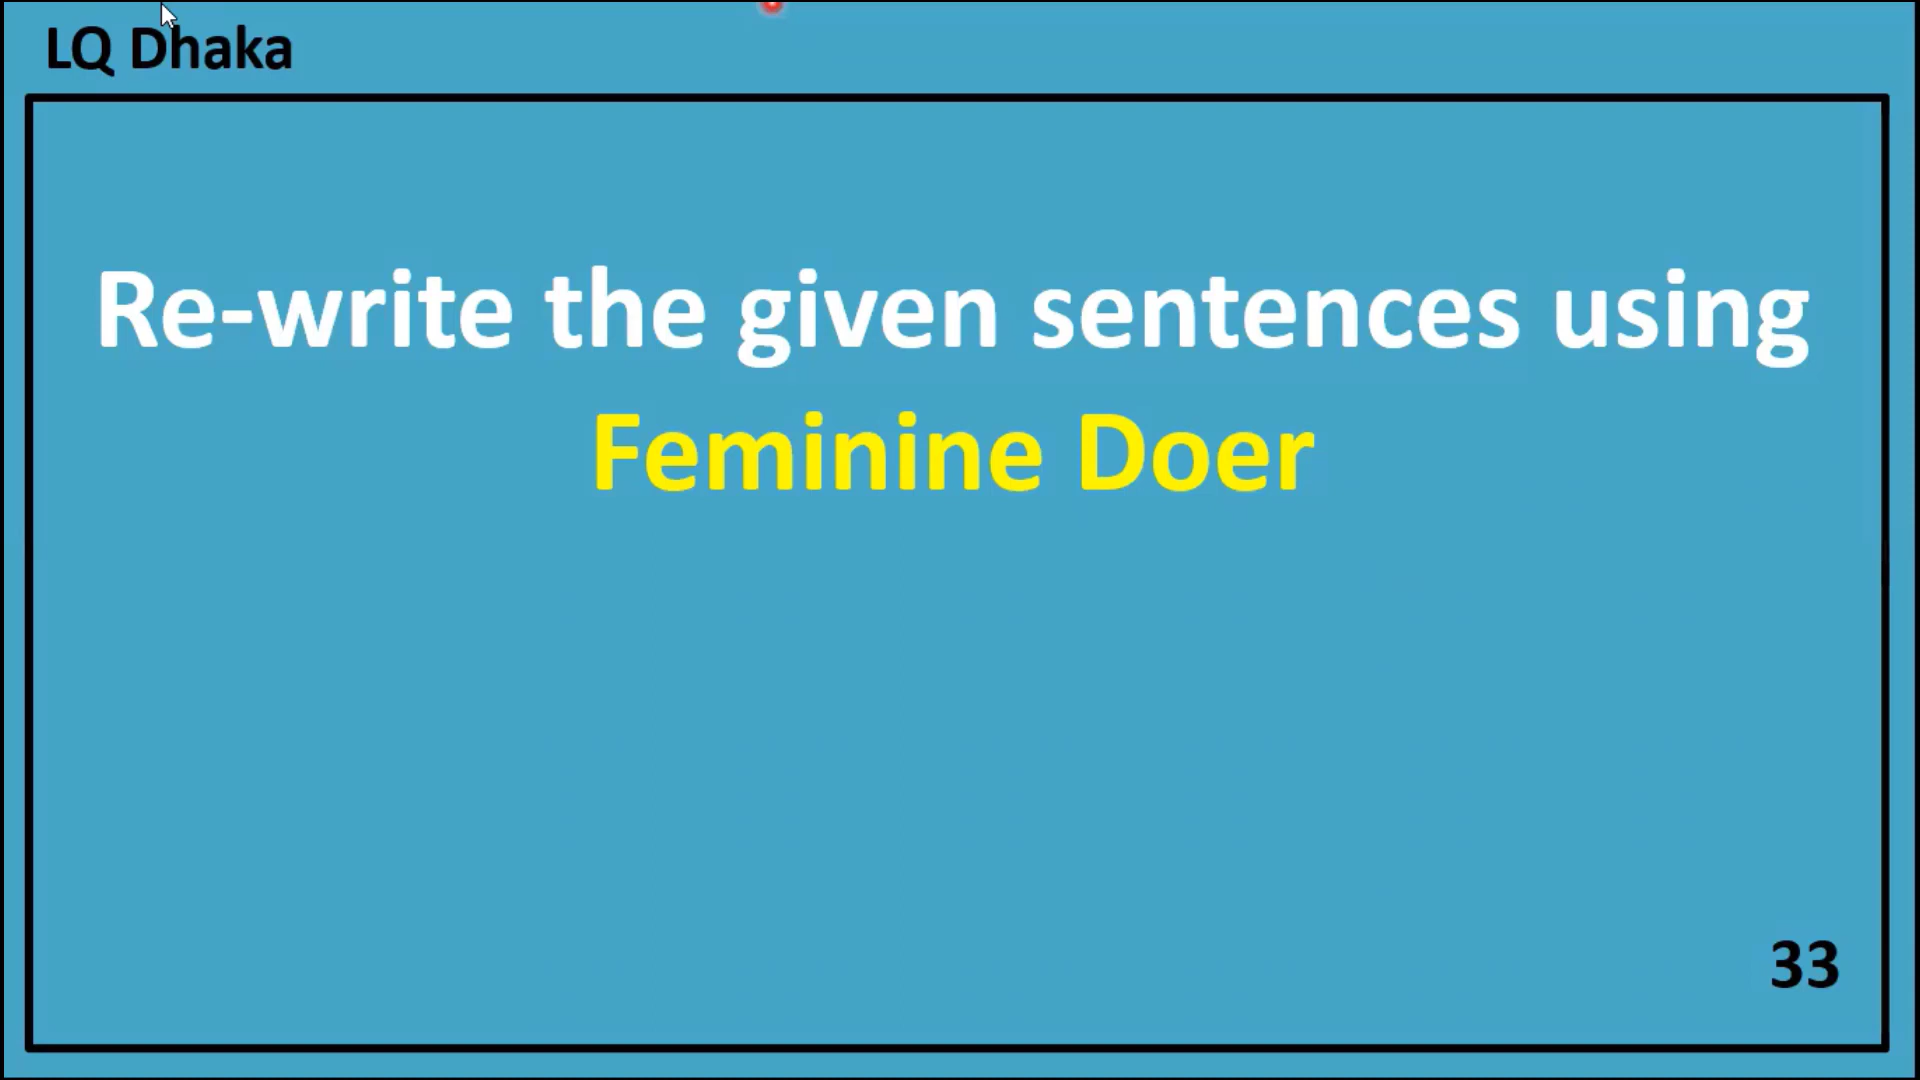 LQ Dhaka
Re-write the given sentences using
Feminine Doer
33